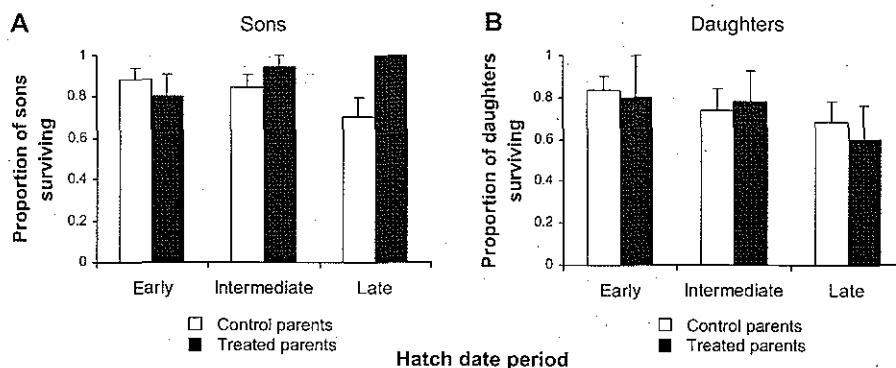 A
Sons
Proportion of sons
surviving
1
0.8
0.6
0.4
0.2
0
Early
Intermediate
Late
Control parents
Treated parents
B
Daughters
Proportion of daughters
surviving
1
0.8
0.6
0.4
0.2
0
Early
Intermediate
Late
Control parents
Treated parents
Hatch date period